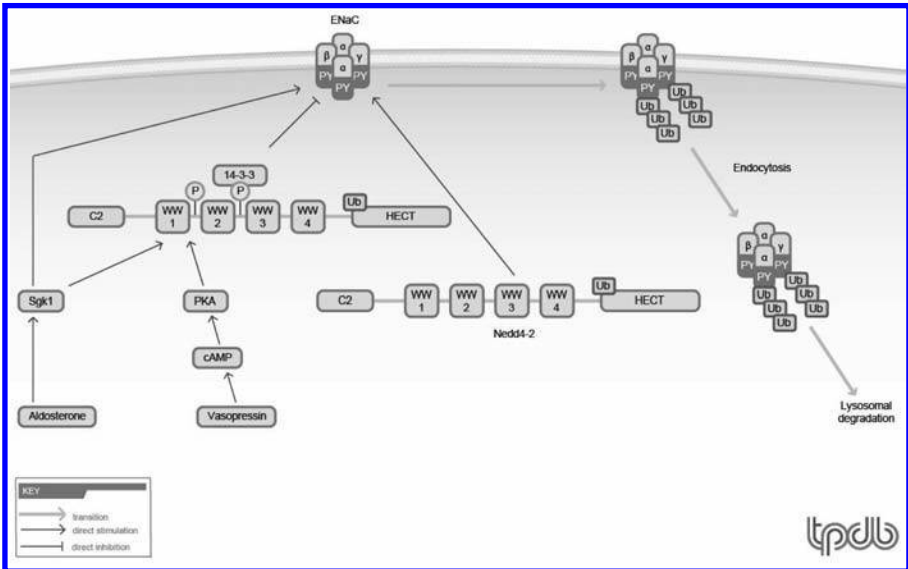 ENaC
α
β γ
α
PY PY
PY
α
β γ
α
PY PY
PY
Ub
Ub
Ub
Ub
Ub
Ub
Ub
Endocytosis
14-3-3
P P
C2 WW 1 WW 2 WW 3 WW 4 Ub HECT
α
β γ
α
PY PY
PY
Ub
Ub
Ub
Ub
Ub
Ub
Ub
Sgk1 PKA
C2 WW 1 WW 2 WW 3 WW 4 Ub HECT
Nedd4-2
cAMP
Aldosterone Vasopressin
Lysosomal
degradation
KEY
transition
direct stimulation
direct inhibition
tpdb